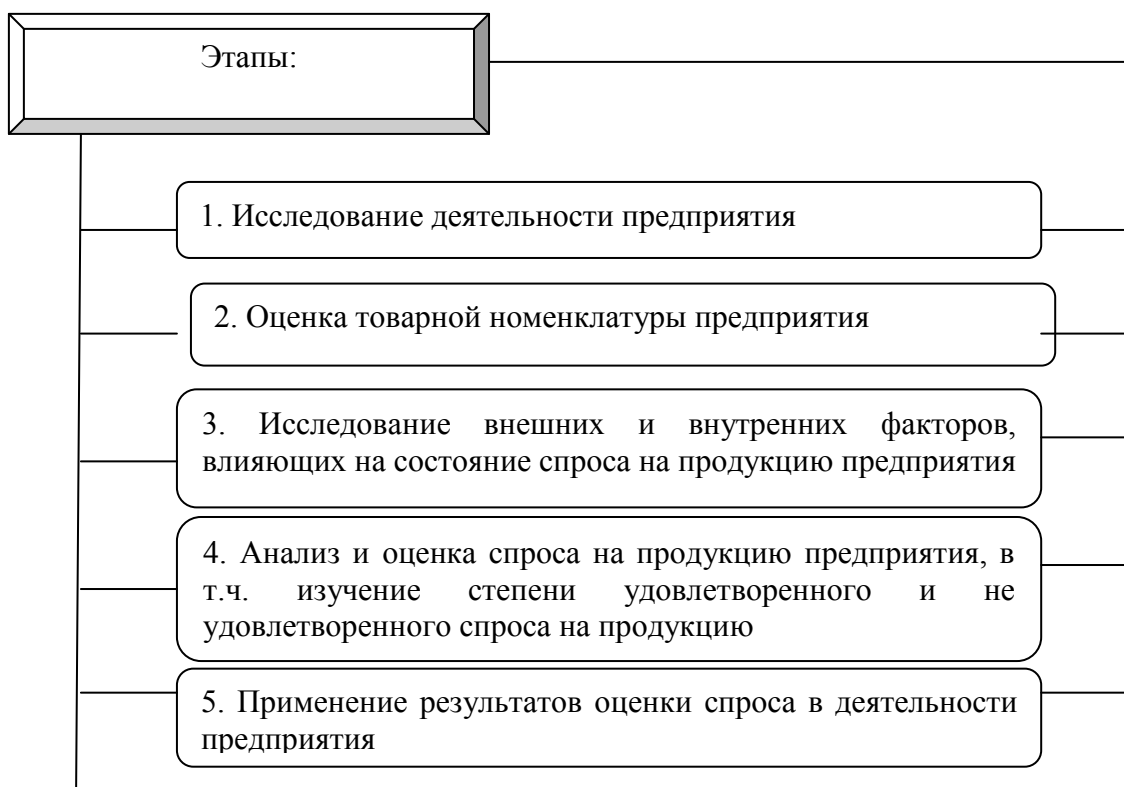 Этапы:
1. Исследование деятельности предприятия
2. Оценка товарной номенклатуры предприятия
3. Исследование внешних и внутренних факторов,
влияющих на состояние спроса на продукцию предприятия
4. Анализ и оценка спроса на продукцию предприятия, в
т.ч. изучение степени удовлетворенного и не
удовлетворенного спроса на продукцию
5. Применение результатов оценки спроса в деятельности
предприятия